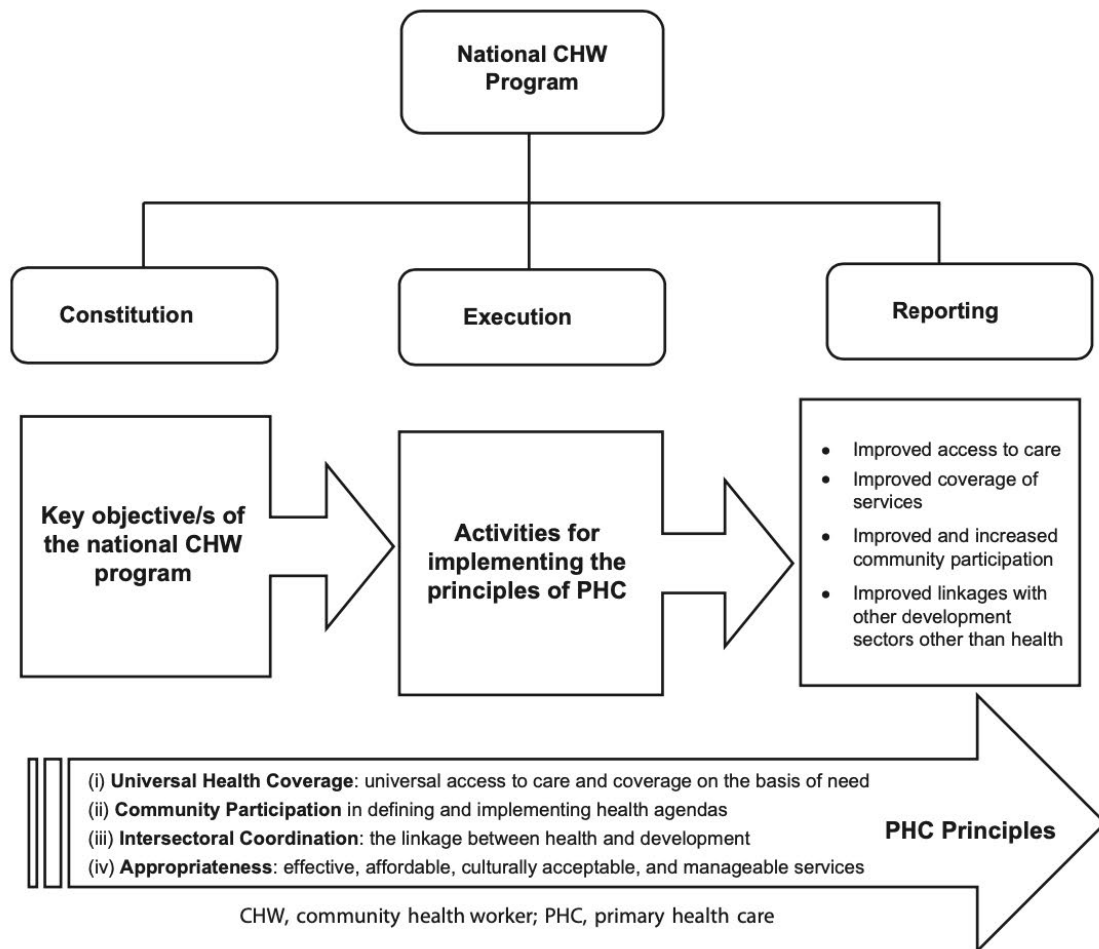 National CHW
Program
Constitution
Execution
Reporting
Key objective/s of
the national CHW
program
Activities for
implementing the
principles of PHC
● Improved access to care
● Improved coverage of
services
● Improved and increased
community participation
● Improved linkages with
other development
sectors other than health
(i) Universal Health Coverage: universal access to care and coverage on the basis of need
(ii) Community Participation in defining and implementing health agendas
(iii) Intersectoral Coordination: the linkage between health and development
(iv) Appropriateness: effective, affordable, culturally acceptable, and manageable services
PHC Principles
CHW, community health worker; PHC, primary health care